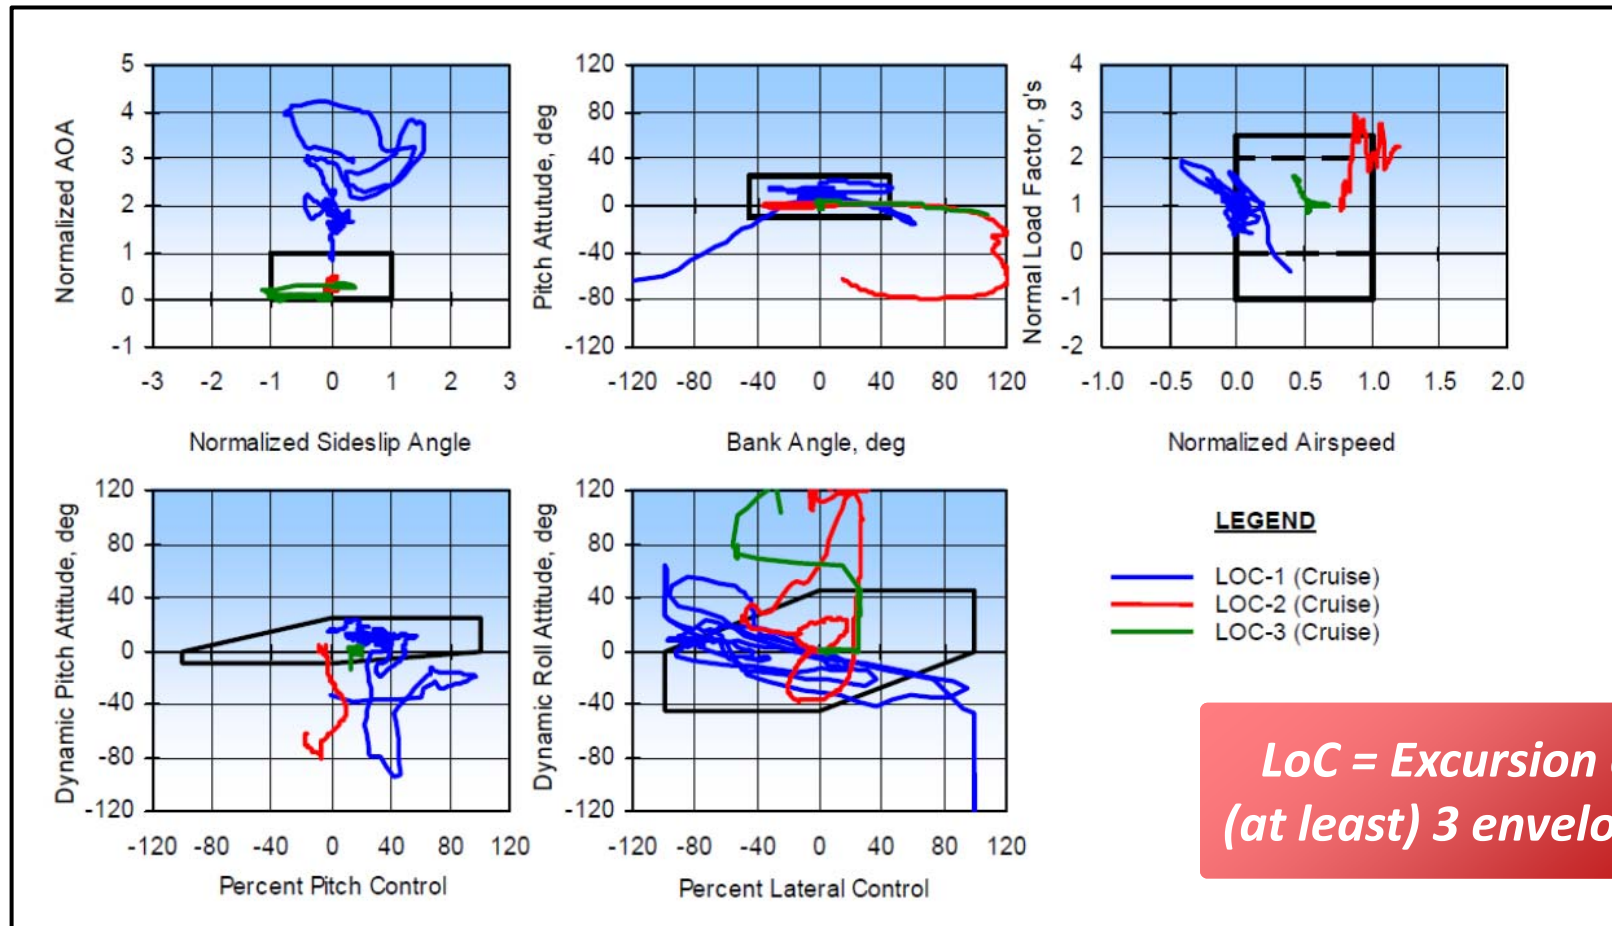 5
4
3
2
1
0
-1
-3 -2 -1 0 1 2 3
Normalized AOA
Normalized Sideslip Angle
120
80
40
0
-40
-80
-120
-120 -80 -40 0 40 80 120
Pitch Attutude, deg
Bank Angle, deg
4
3
2
1
0
-1
-2
-1.0 -0.5 0.0 0.5 1.0 1.5 2.0
Normal Load Factor, g's
Normalized Airspeed
120
80
40
0
-40
-80
-120
-120 -80 -40 0 40 80 120
Dynamic Pitch Attitude, deg
Percent Pitch Control
120
80
40
0
-40
-80
-120
-120 -80 -40 0 40 80 120
Dynamic Roll Attitude, deg
Percent Lateral Control
LEGEND
LOC-1 (Cruise)
LOC-2 (Cruise)
LOC-3 (Cruise)
LoC = Excursion
(at least) 3 envelo